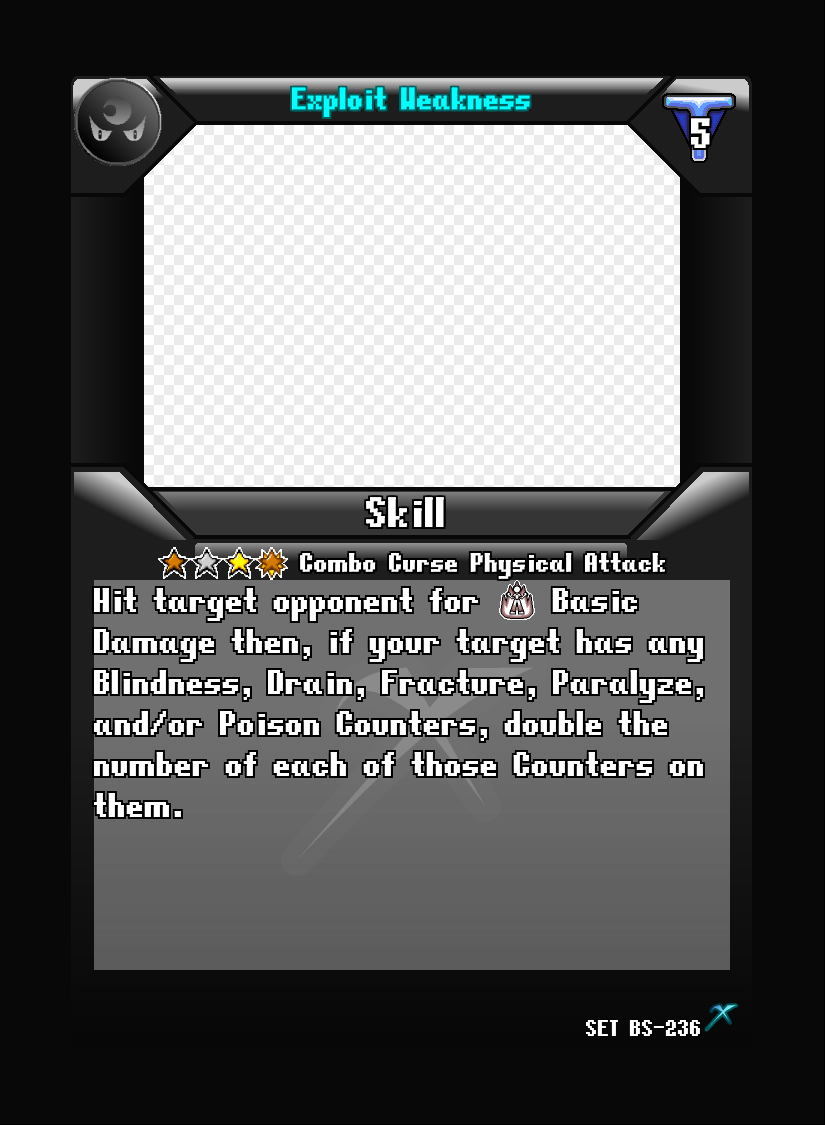 Exploit Weakness
5
Skill
Combo Curse Physical Attack
Hit target opponent for A Basic
Damage then, if your target has any
Blindness, Drain, Fracture, Paralyze,
and/or Poison Counters, double the
number of each of those Counters on
them.
SET BS-236